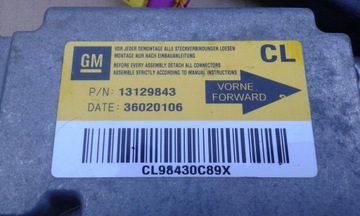 GM
CL
VOR JEDER DEMONTAGE ALLE STECKVERBINDUNGEN LOESEN
MONTAGE NUR NACH EINBAUANLEITUNG
BEFORE EVERY ASSEMBLY DETACH ALL CONNECTORS
ASSEMBLE STRICTLY ACCORDING TO MANUAL INSTRUCTIONS
P/N: 13129843
DATE: 36020106
VORNE
FORWARD
CL98430C89X